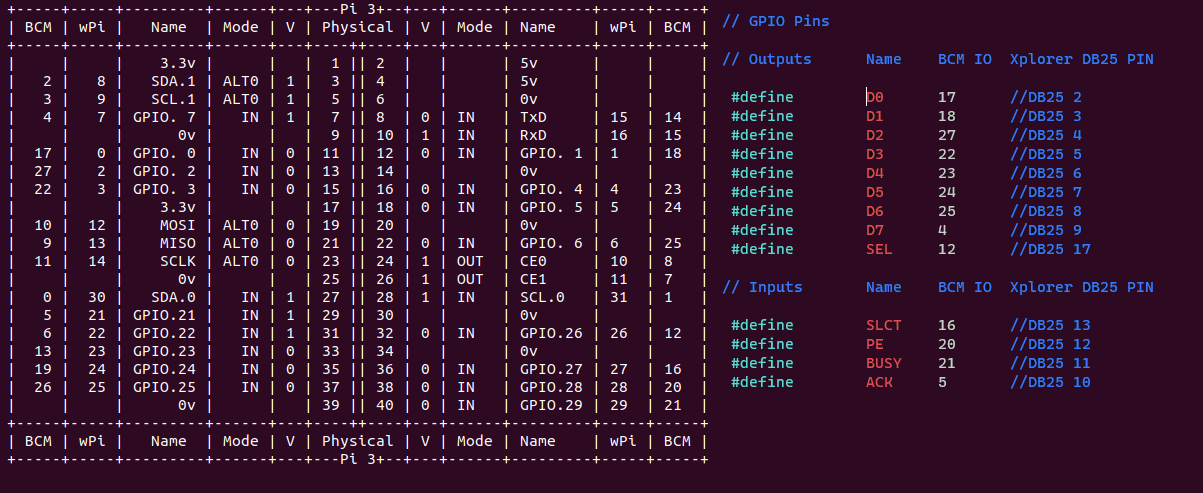 +-----+-----+---------+------+---+---Pi 3+--+---+------+---------+-----+-----+
| BCM | wPi |   Name  | Mode | V | Physical | V | Mode | Name    | wPi | BCM |
+-----+-----+---------+------+---+----++----+---+------+---------+-----+-----+
|     |     |    3.3v |      |   |  1 || 2  |   |      | 5v      |     |     |
|   2 |   8 |   SDA.1 | ALT0 | 1 |  3 || 4  |   |      | 5v      |     |     |
|   3 |   9 |   SCL.1 | ALT0 | 1 |  5 || 6  |   |      | 0v      |     |     |
|   4 |   7 | GPIO. 7 |   IN | 1 |  7 || 8  | 0 | IN   | TxD     | 15  | 14  |
|     |     |      0v |      |   |  9 || 10 | 1 | IN   | RxD     | 16  | 15  |
|  17 |   0 | GPIO. 0 |   IN | 0 | 11 || 12 | 0 | IN   | GPIO. 1 | 1   | 18  |
|  27 |   2 | GPIO. 2 |   IN | 0 | 13 || 14 |   |      | 0v      |     |     |
|  22 |   3 | GPIO. 3 |   IN | 0 | 15 || 16 | 0 | IN   | GPIO. 4 | 4   | 23  |
|     |     |    3.3v |      |   | 17 || 18 | 0 | IN   | GPIO. 5 | 5   | 24  |
|  10 |  12 |    MOSI | ALT0 | 0 | 19 || 20 |   |      | 0v      |     |     |
|   9 |  13 |    MISO | ALT0 | 0 | 21 || 22 | 0 | IN   | GPIO. 6 | 6   | 25  |
|  11 |  14 |    SCLK | ALT0 | 0 | 23 || 24 | 1 | OUT  | CE0     | 10  | 8   |
|     |     |      0v |      |   | 25 || 26 | 1 | OUT  | CE1     | 11  | 7   |
|   0 |  30 |   SDA.0 |   IN | 1 | 27 || 28 | 1 | IN   | SCL.0   | 31  | 1   |
|   5 |  21 | GPIO.21 |   IN | 1 | 29 || 30 |   |      | 0v      |     |     |
|   6 |  22 | GPIO.22 |   IN | 1 | 31 || 32 | 0 | IN   | GPIO.26 | 26  | 12  |
|  13 |  23 | GPIO.23 |   IN | 0 | 33 || 34 |   |      | 0v      |     |     |
|  19 |  24 | GPIO.24 |   IN | 0 | 35 || 36 | 0 | IN   | GPIO.27 | 27  | 16  |
|  26 |  25 | GPIO.25 |   IN | 0 | 37 || 38 | 0 | IN   | GPIO.28 | 28  | 20  |
|     |     |      0v |      |   | 39 || 40 | 0 | IN   | GPIO.29 | 29  | 21  |
+-----+-----+---------+------+---+----++----+---+------+---------+-----+-----+
| BCM | wPi |   Name  | Mode | V | Physical | V | Mode | Name    | wPi | BCM |
+-----+-----+---------+------+---+---Pi 3+--+---+------+---------+-----+-----+
// GPIO Pins
// Outputs       Name    BCM IO  Xplorer DB25 PIN
#define        D0      17      //DB25 2
#define        D1      18      //DB25 3
#define        D2      27      //DB25 4
#define        D3      22      //DB25 5
#define        D4      23      //DB25 6
#define        D5      24      //DB25 7
#define        D6      25      //DB25 8
#define        D7      4       //DB25 9
#define        SEL     12      //DB25 17
// Inputs        Name    BCM IO  Xplorer DB25 PIN
#define        SLCT    16      //DB25 13
#define        PE      20      //DB25 12
#define        BUSY    21      //DB25 11
#define        ACK     5       //DB25 10